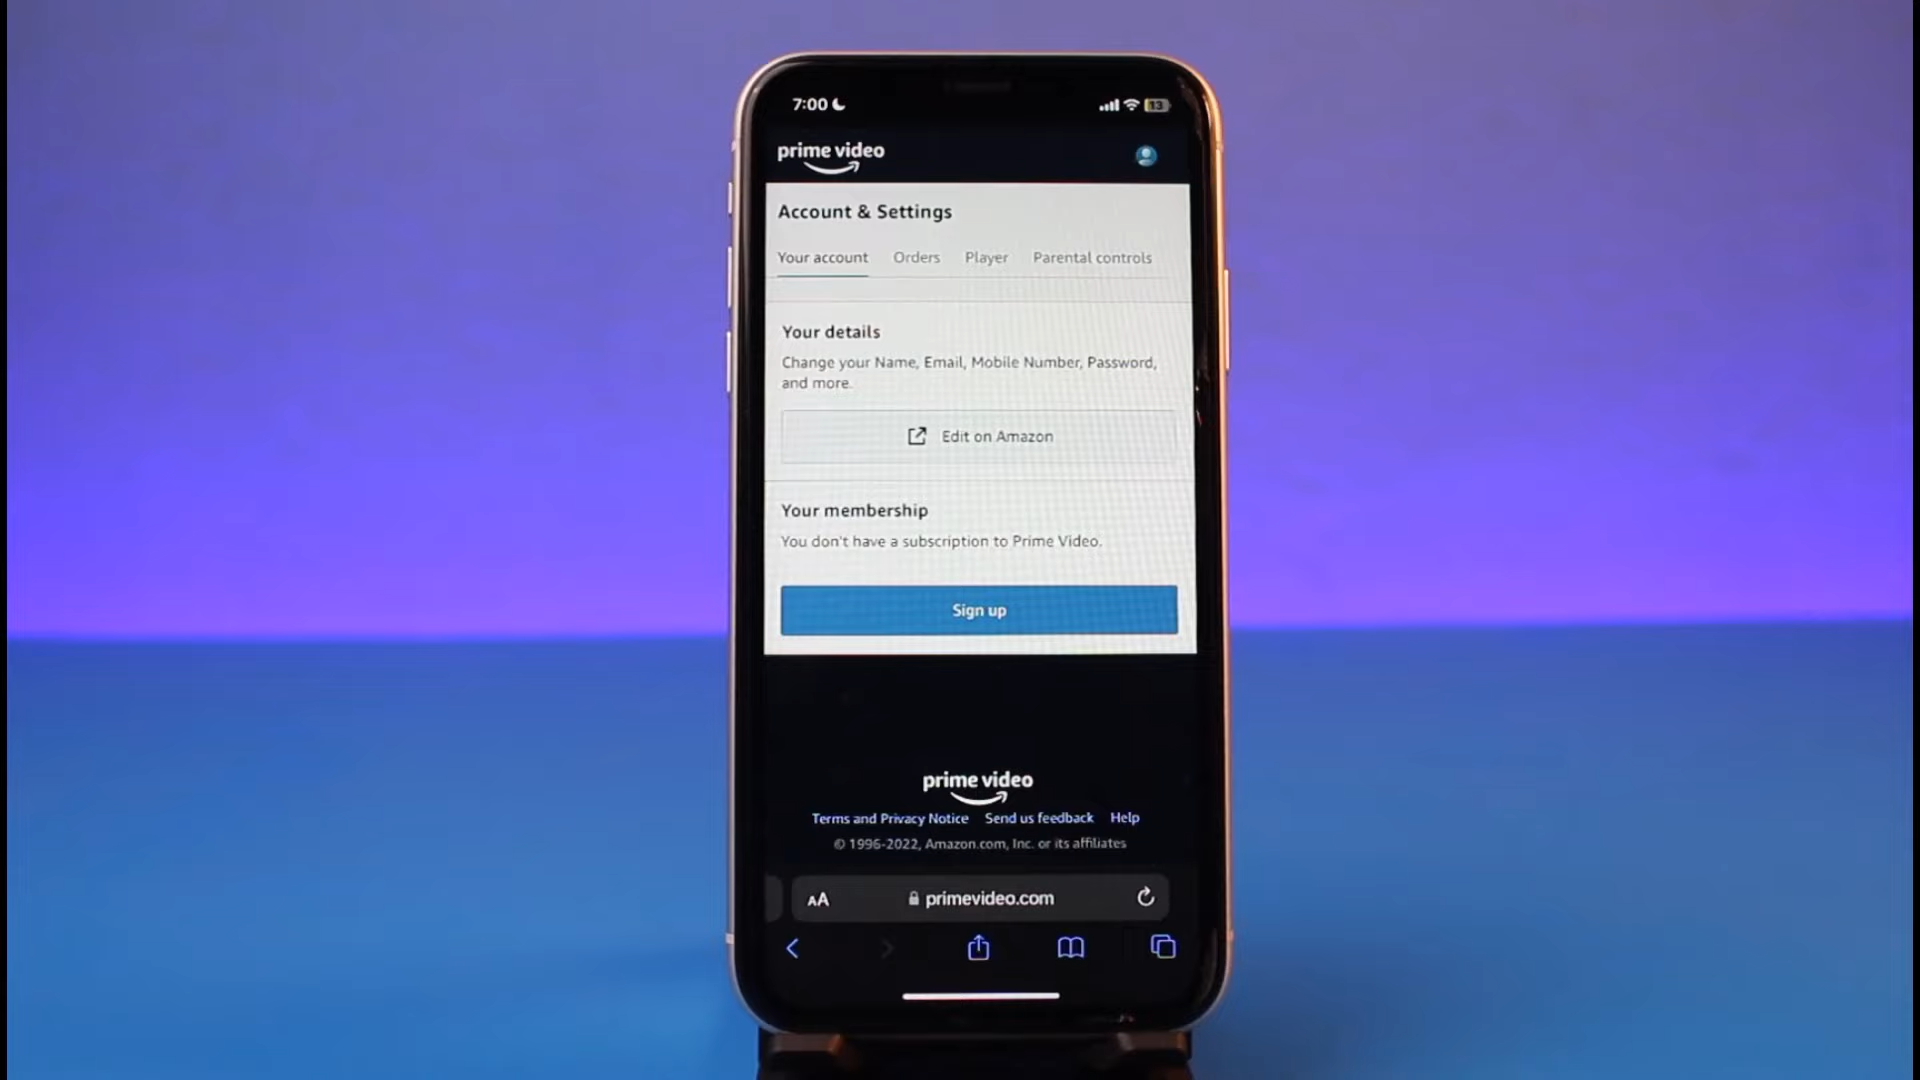 7:00
13
prime video
Account & Settings
Your account Orders Player Parental controls
Your details
Change your Name, Email, Mobile Number, Password,
and more.
Edit on Amazon
Your membership
You don't have a subscription to Prime Video.
Sign up
prime video
Terms and Privacy Notice Send us feedback Help
© 1996-2022, Amazon.com, Inc. or its affiliates
AA primevideo.com